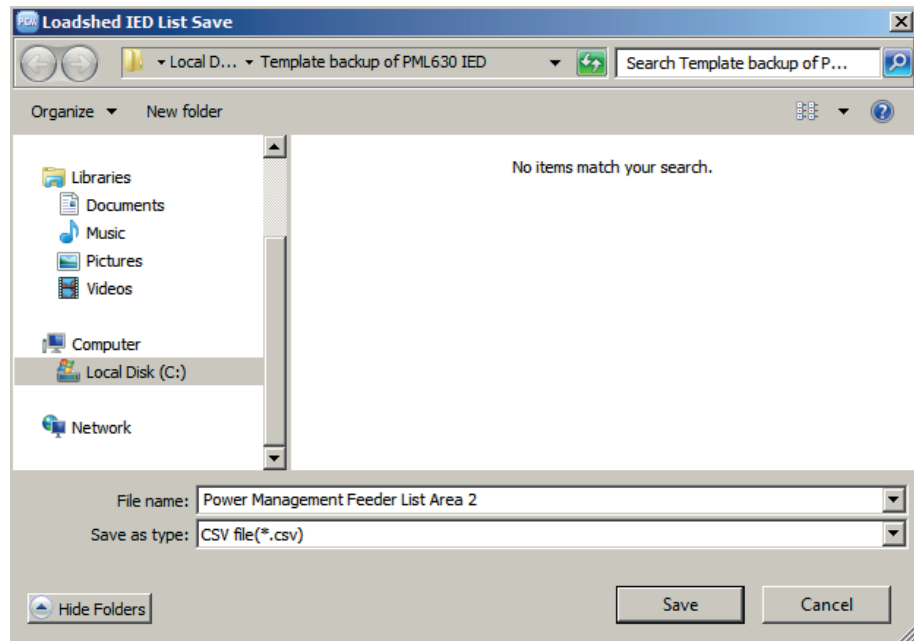 PCM Loadshed IED List Save
Local D... Template backup of PML630 IED Search Template backup of P...
Organize New folder
No items match your search.
Libraries
Documents
Music
Pictures
Videos
Computer
Local Disk (C:)
Network
File name: Power Management Feeder List Area 2
Save as type: CSV file(*.csv)
Hide Folders Save Cancel